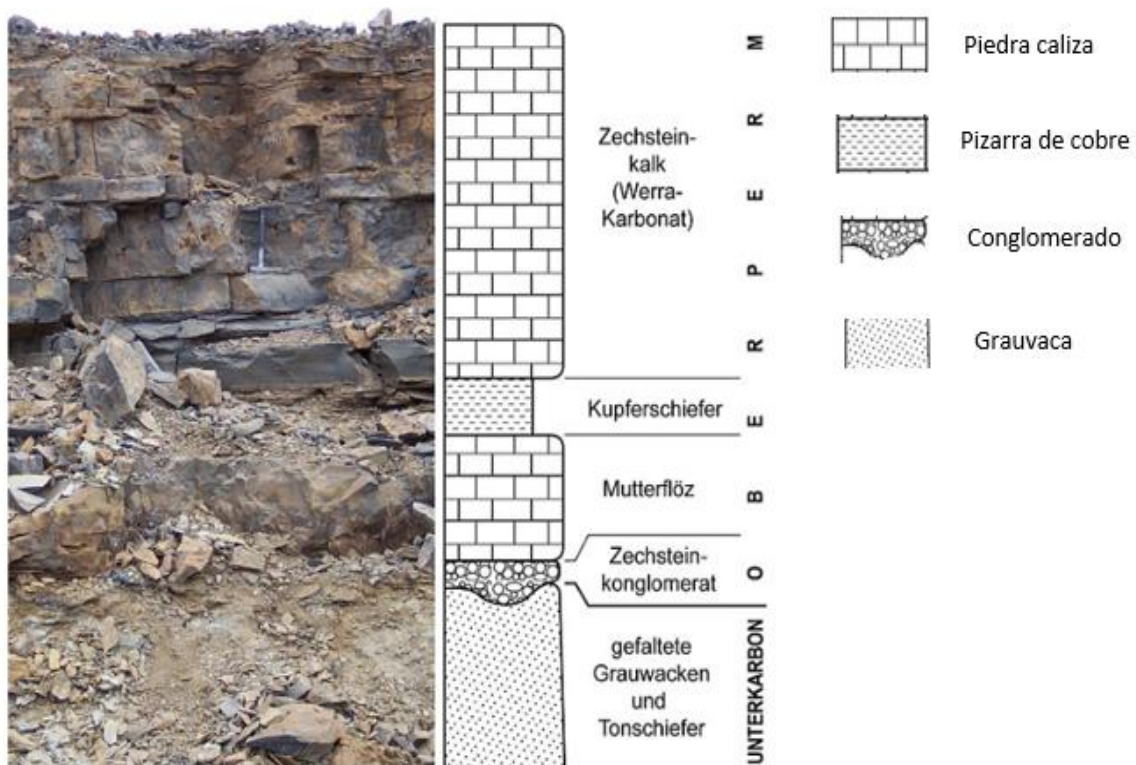 Zechstein-
kalk
(Werra-
Karbonat)
Kupferschiefer
Mutterflöz
Zechstein-
konglomerat
gefaltete
Grauwacken
und
Tonschiefer
OBERPERM
UNTERKARBON
Piedra caliza
Pizarra de cobre
Conglomerado
Grauvaca